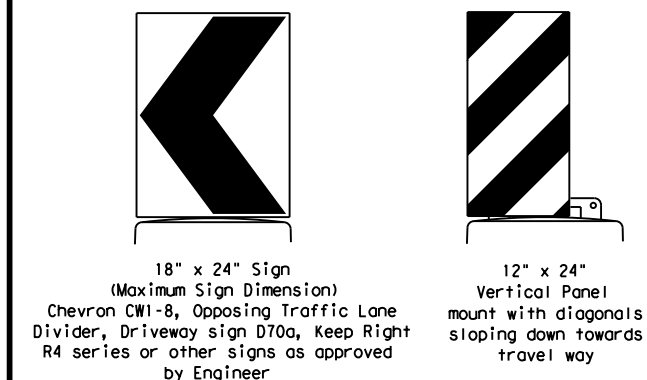 18" x 24" Sign
(Maximum Sign Dimension)
Chevron CW1-8, Opposing Traffic Lane
Divider, Driveway sign D70a, Keep Right
R4 series or other signs as approved
by Engineer
12" x 24"
Vertical Panel
mount with diagonals
sloping down towards
travel way